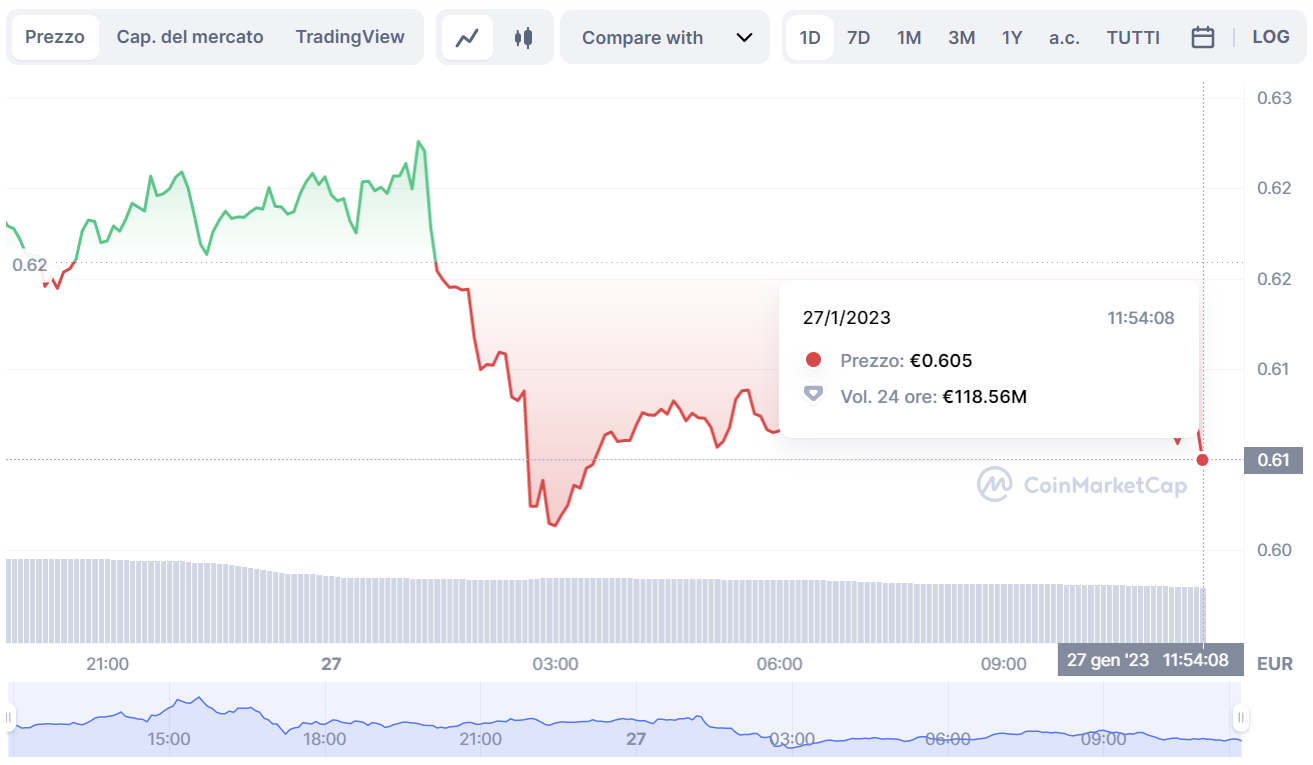 Prezzo Cap. del mercato TradingView Compare with 1D 7D 1M 3M 1Y a.c. TUTTI LOG
0.63
0.62
0.62
0.62
27/1/2023 11:54:08
Prezzo: €0.605
0.61
Vol. 24 ore: €118.56M
0.61
CoinMarketCap
0.60
21:00 27 03:00 06:00 09:00 27 gen '23 11:54:08 EUR
15:00 18:00 21:00 27 03:00 06:00 09:00